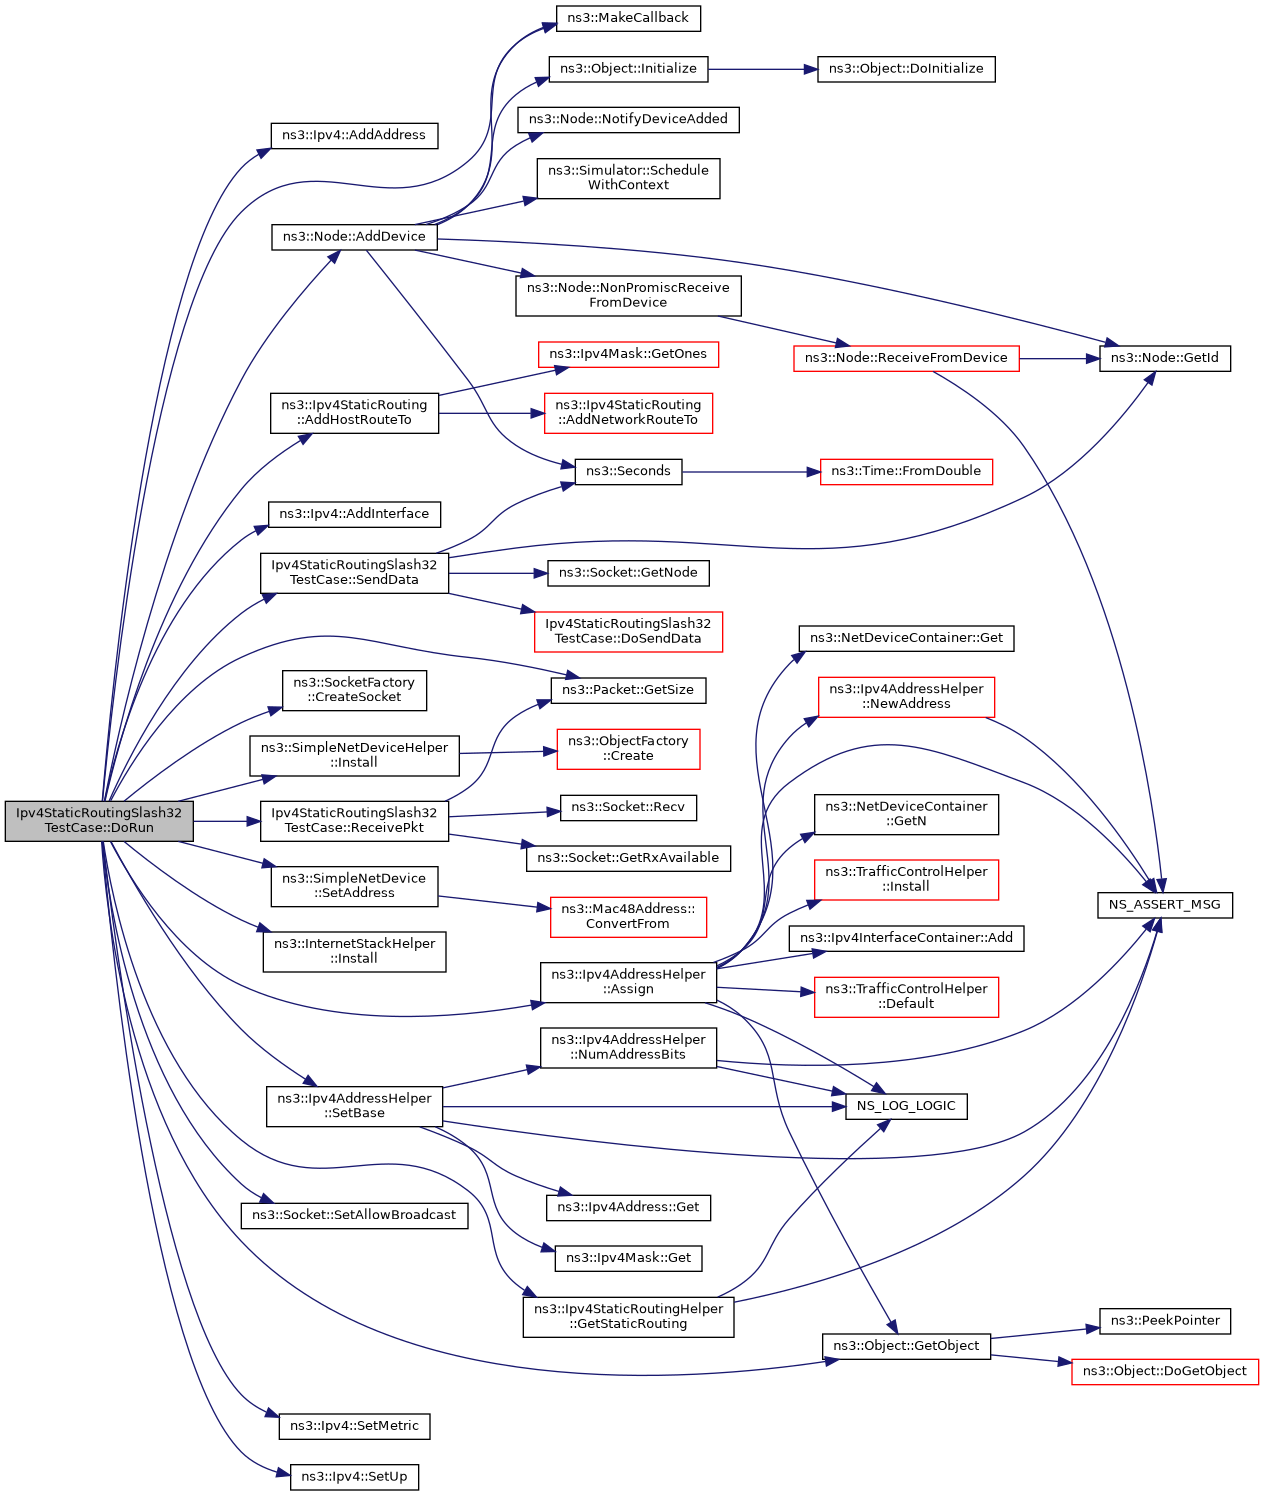 ns3::MakeCallback
ns3::Object::Initialize
ns3::Object::DoInitialize
ns3::Node::NotifyDeviceAdded
ns3::Ipv4::AddAddress
ns3::Simulator::Schedule
WithContext
ns3::Node::AddDevice
ns3::Node::NonPromiscReceive
FromDevice
ns3::Ipv4Mask::GetOnes
ns3::Node::ReceiveFromDevice
ns3::Node::GetId
ns3::Ipv4StaticRouting
::AddHostRouteTo
ns3::Ipv4StaticRouting
::AddNetworkRouteTo
ns3::Seconds
ns3::Time::FromDouble
ns3::Ipv4::AddInterface
Ipv4StaticRoutingSlash32
TestCase::SendData
ns3::Socket::GetNode
Ipv4StaticRoutingSlash32
TestCase::DoSendData
ns3::NetDeviceContainer::Get
ns3::SocketFactory
::CreateSocket
ns3::Packet::GetSize
ns3::Ipv4AddressHelper
::NewAddress
ns3::SimpleNetDeviceHelper
::Install
ns3::ObjectFactory
::Create
Ipv4StaticRoutingSlash32
TestCase::DoRun
Ipv4StaticRoutingSlash32
TestCase::ReceivePkt
ns3::Socket::Recv
ns3::NetDeviceContainer
::GetN
ns3::Socket::GetRxAvailable
ns3::SimpleNetDevice
::SetAddress
ns3::TrafficControlHelper
::Install
ns3::Mac48Address::
ConvertFrom
NS_ASSERT_MSG
ns3::InternetStackHelper
::Install
ns3::Ipv4InterfaceContainer::Add
ns3::Ipv4AddressHelper
::Assign
ns3::TrafficControlHelper
::Default
ns3::Ipv4AddressHelper
::NumAddressBits
ns3::Ipv4AddressHelper
::SetBase
NS_LOG_LOGIC
ns3::Socket::SetAllowBroadcast
ns3::Ipv4Address::Get
ns3::Ipv4Mask::Get
ns3::Ipv4StaticRoutingHelper
::GetStaticRouting
ns3::PeekPointer
ns3::Object::GetObject
ns3::Object::DoGetObject
ns3::Ipv4::SetMetric
ns3::Ipv4::SetUp